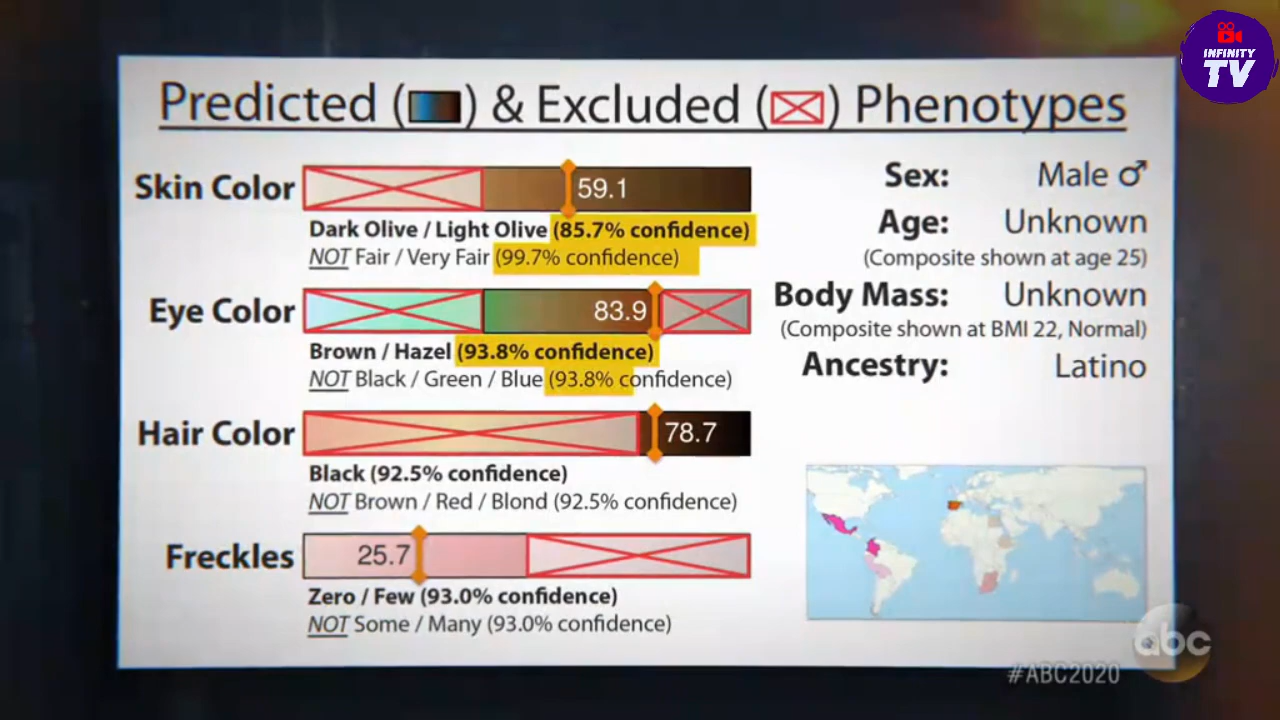 INFINITY
TV
Predicted ( ) & Excluded ( ) Phenotypes
Skin Color
59.1
Dark Olive / Light Olive (85.7% confidence)
NOT Fair / Very Fair (99.7% confidence)
Eye Color
83.9
Brown / Hazel (93.8% confidence)
NOT Black / Green / Blue (93.8% confidence)
Hair Color
78.7
Black (92.5% confidence)
NOT Brown / Red / Blond (92.5% confidence)
Freckles
25.7
Zero / Few (93.0% confidence)
NOT Some / Many (93.0% confidence)
Sex: Male ♂
Age: Unknown
(Composite shown at age 25)
Body Mass: Unknown
(Composite shown at BMI 22, Normal)
Ancestry: Latino
abc
#ABC2020